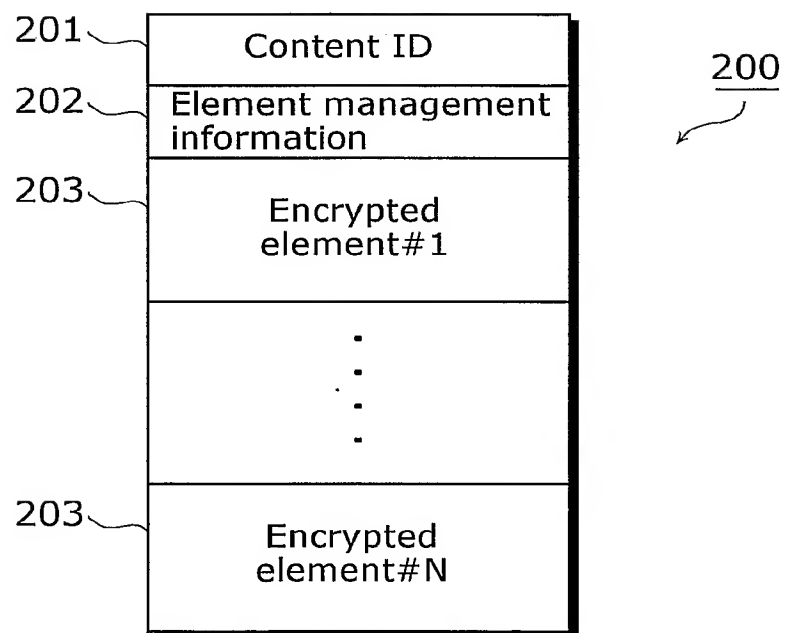 201
Content ID
200
202
Element management
information
203
Encrypted
element#1
203
Encrypted
element#N